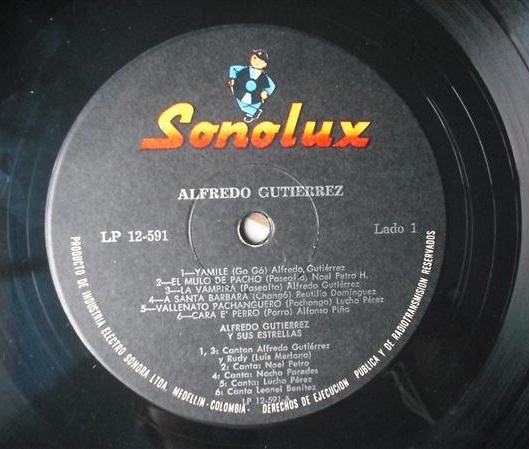 Sonolux
ALFREDO GUTIERREZ
LP 12-591
Lado 1
1—YAMILE (Go Gó) Alfredo Gutiérrez
2—EL MULO DE PACHO (Paseaíto) Noel Petro H.
3—LA VAMPIRA (Paseaíto) Alfredo Gutiérrez
4—A SANTA BARBARA (Changó) Reutilio Domínguez
5—VALLENATO PACHANGUERO (Pachanga) Lucho Pérez
6—CARA E' PERRO (Porro) Alfonso Piña
ALFREDO GUTIERREZ
Y SUS ESTRELLAS
1, 3: Cantan Alfredo Gutiérrez
y Rudy (Luis Meriano)
2: Canta: Noel Petro
4: Canta: Nacho Paredes
5: Canta: Lucho Pérez
6: Canta Leonel Benítez
LP 12-591-A
PRODUCTO DE INDUSTRIA ELECTRO SONORA LTDA. MEDELLIN-COLOMBIA- DERECHOS DE EJECUCION PUBLICA Y DE RADIOTRANSMISION RESERVADOS